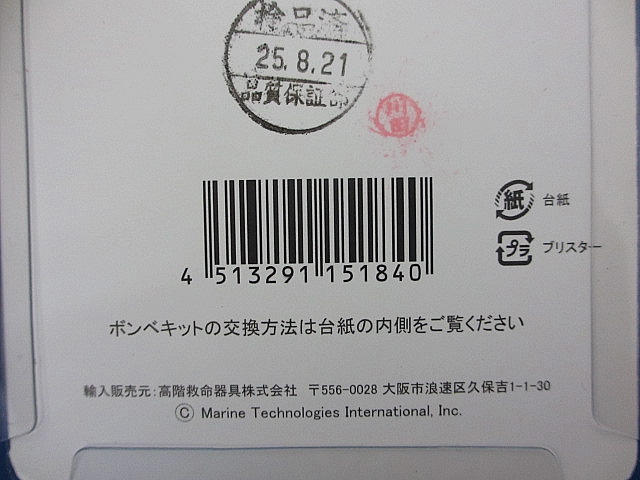 検品済
25.8.21
品質保証部
川田
紙 台紙
プラ ブリスター
4 513291 151840
ボンベキットの交換方法は台紙の内側をご覧ください
輸入販売元:高階救命器具株式会社 〒556-0028 大阪市浪速区久保吉1-1-30
Ⓒ Marine Technologies International, Inc.